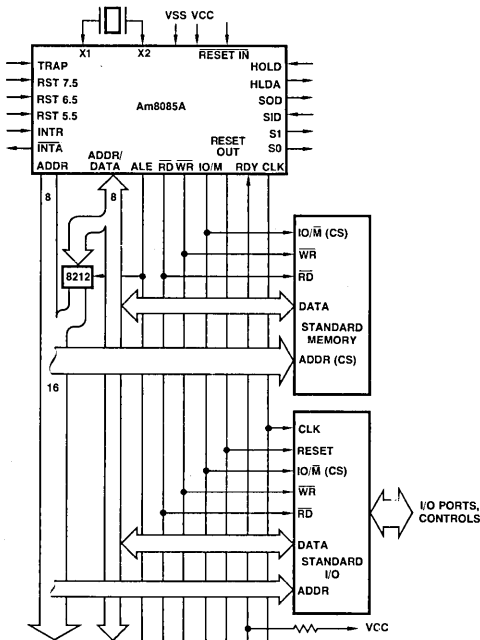 VSS VCC
X1 X2 RESET IN
TRAP
RST 7.5
RST 6.5
RST 5.5
INTR
INTA
Am8085A
HOLD
HLDA
SOD
SID
S1
S0
ADDR
ADDR/
DATA
ALE RD WR IO/M
RESET
OUT
RDY CLK
8 8
8212
16
IO/M (CS)
WR
RD
DATA
STANDARD
MEMORY
ADDR (CS)
CLK
RESET
IO/M (CS)
WR
RD
DATA
STANDARD
I/O
ADDR
I/O PORTS,
CONTROLS
VCC